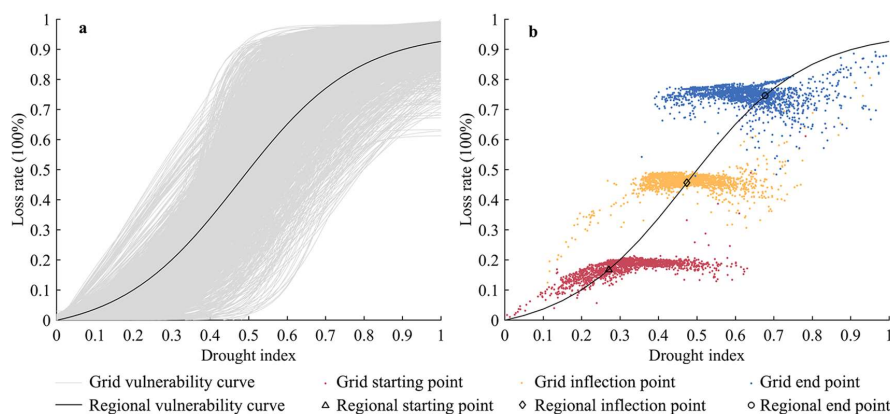 a
1
0.9
0.8
0.7
0.6
0.5
0.4
0.3
0.2
0.1
0
Loss rate (100%)
0 0.1 0.2 0.3 0.4 0.5 0.6 0.7 0.8 0.9 1
Drought index
b
1
0.9
0.8
0.7
0.6
0.5
0.4
0.3
0.2
0.1
0
Loss rate (100%)
0 0.1 0.2 0.3 0.4 0.5 0.6 0.7 0.8 0.9 1
Drought index
Grid vulnerability curve Grid starting point Grid inflection point Grid end point
Regional vulnerability curve Regional starting point Regional inflection point Regional end point